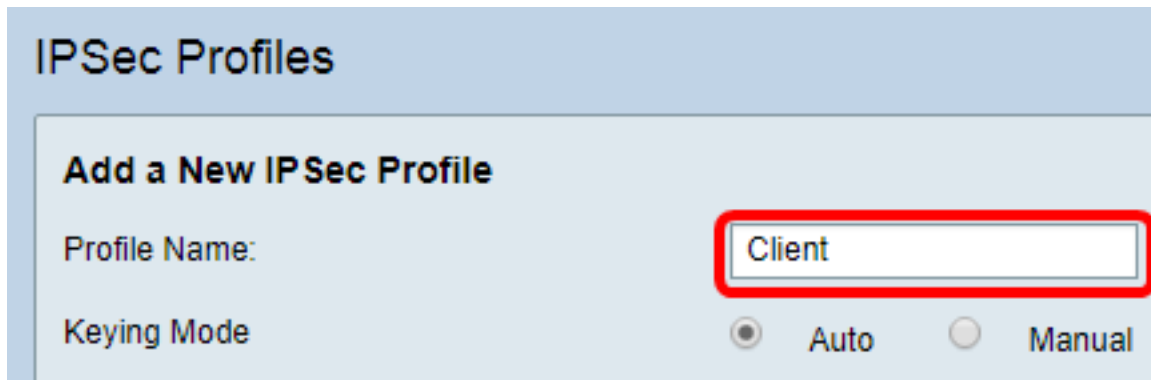 IPSec Profiles
Add a New IPSec Profile
Profile Name: Client
Keying Mode Auto Manual